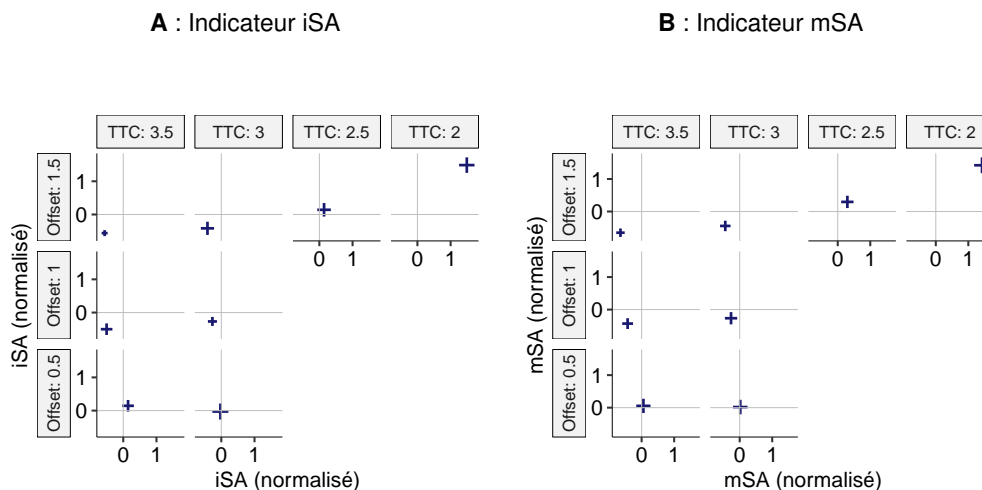 A : Indicateur iSA
B : Indicateur mSA
TTC: 3.5
TTC: 3
TTC: 2.5
TTC: 2
Offset: 1.5
Offset: 1
Offset: 0.5
1
0
0 1
0 1
1
0
1
0
0 1
0 1
iSA (normalisé)
iSA (normalisé)
TTC: 3.5
TTC: 3
TTC: 2.5
TTC: 2
Offset: 1.5
Offset: 1
Offset: 0.5
1
0
0 1
0 1
1
0
1
0
0 1
0 1
mSA (normalisé)
mSA (normalisé)